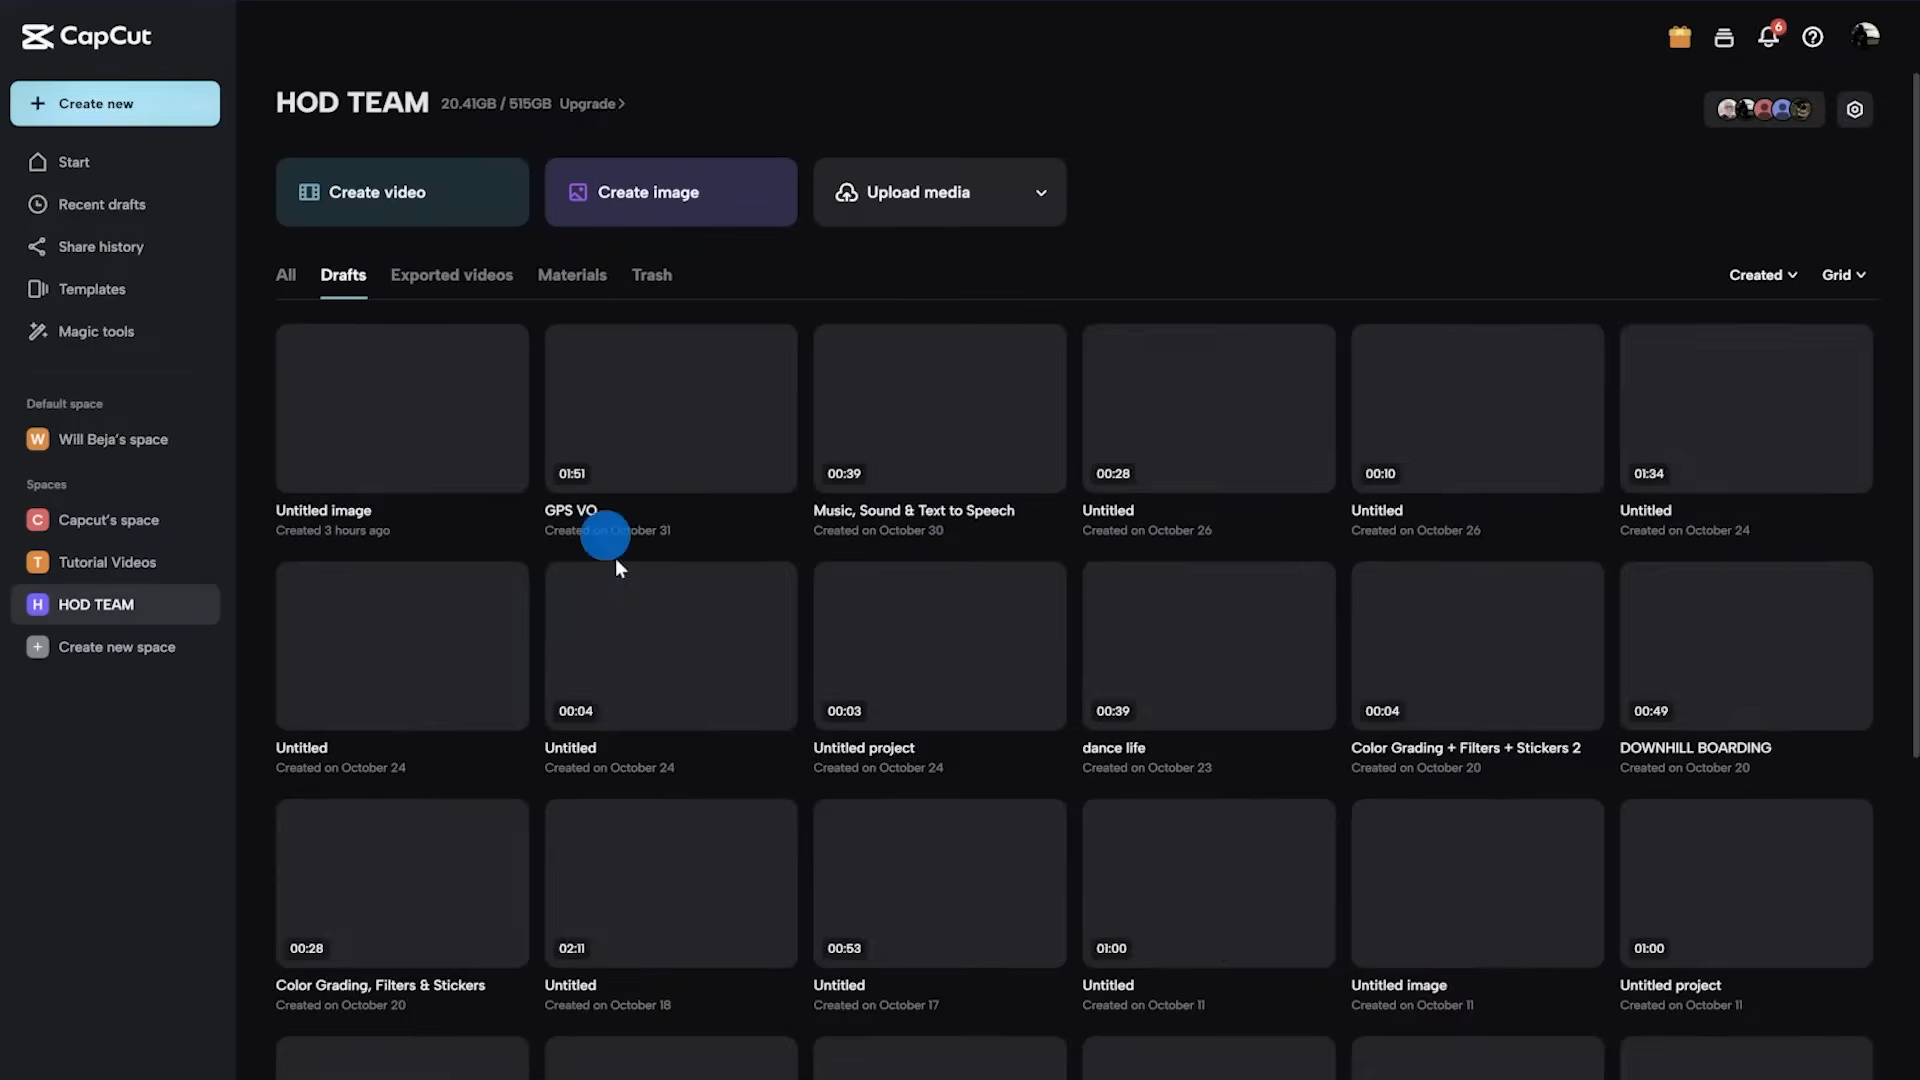 CapCut
6
Create new
Start
Recent drafts
Share history
Templates
Magic tools
Default space
W Will Beja's space
Spaces
C Capcut's space
T Tutorial Videos
H HOD TEAM
+ Create new space
HOD TEAM 20.41GB / 515GB Upgrade >
Create video
Create image
Upload media
All Drafts Exported videos Materials Trash
Created Grid
01:51 00:39 00:28 00:10 01:34
Untitled image GPS VO Music, Sound & Text to Speech Untitled Untitled Untitled
Created 3 hours ago Created on October 31 Created on October 30 Created on October 26 Created on October 26 Created on October 24
00:04 00:03 00:39 00:04 00:49
Untitled Untitled Untitled project dance life Color Grading + Filters + Stickers 2 DOWNHILL BOARDING
Created on October 24 Created on October 24 Created on October 24 Created on October 23 Created on October 20 Created on October 20
00:28 02:11 00:53 01:00 01:00
Color Grading, Filters & Stickers Untitled Untitled Untitled Untitled image Untitled project
Created on October 20 Created on October 18 Created on October 17 Created on October 11 Created on October 11 Created on October 11